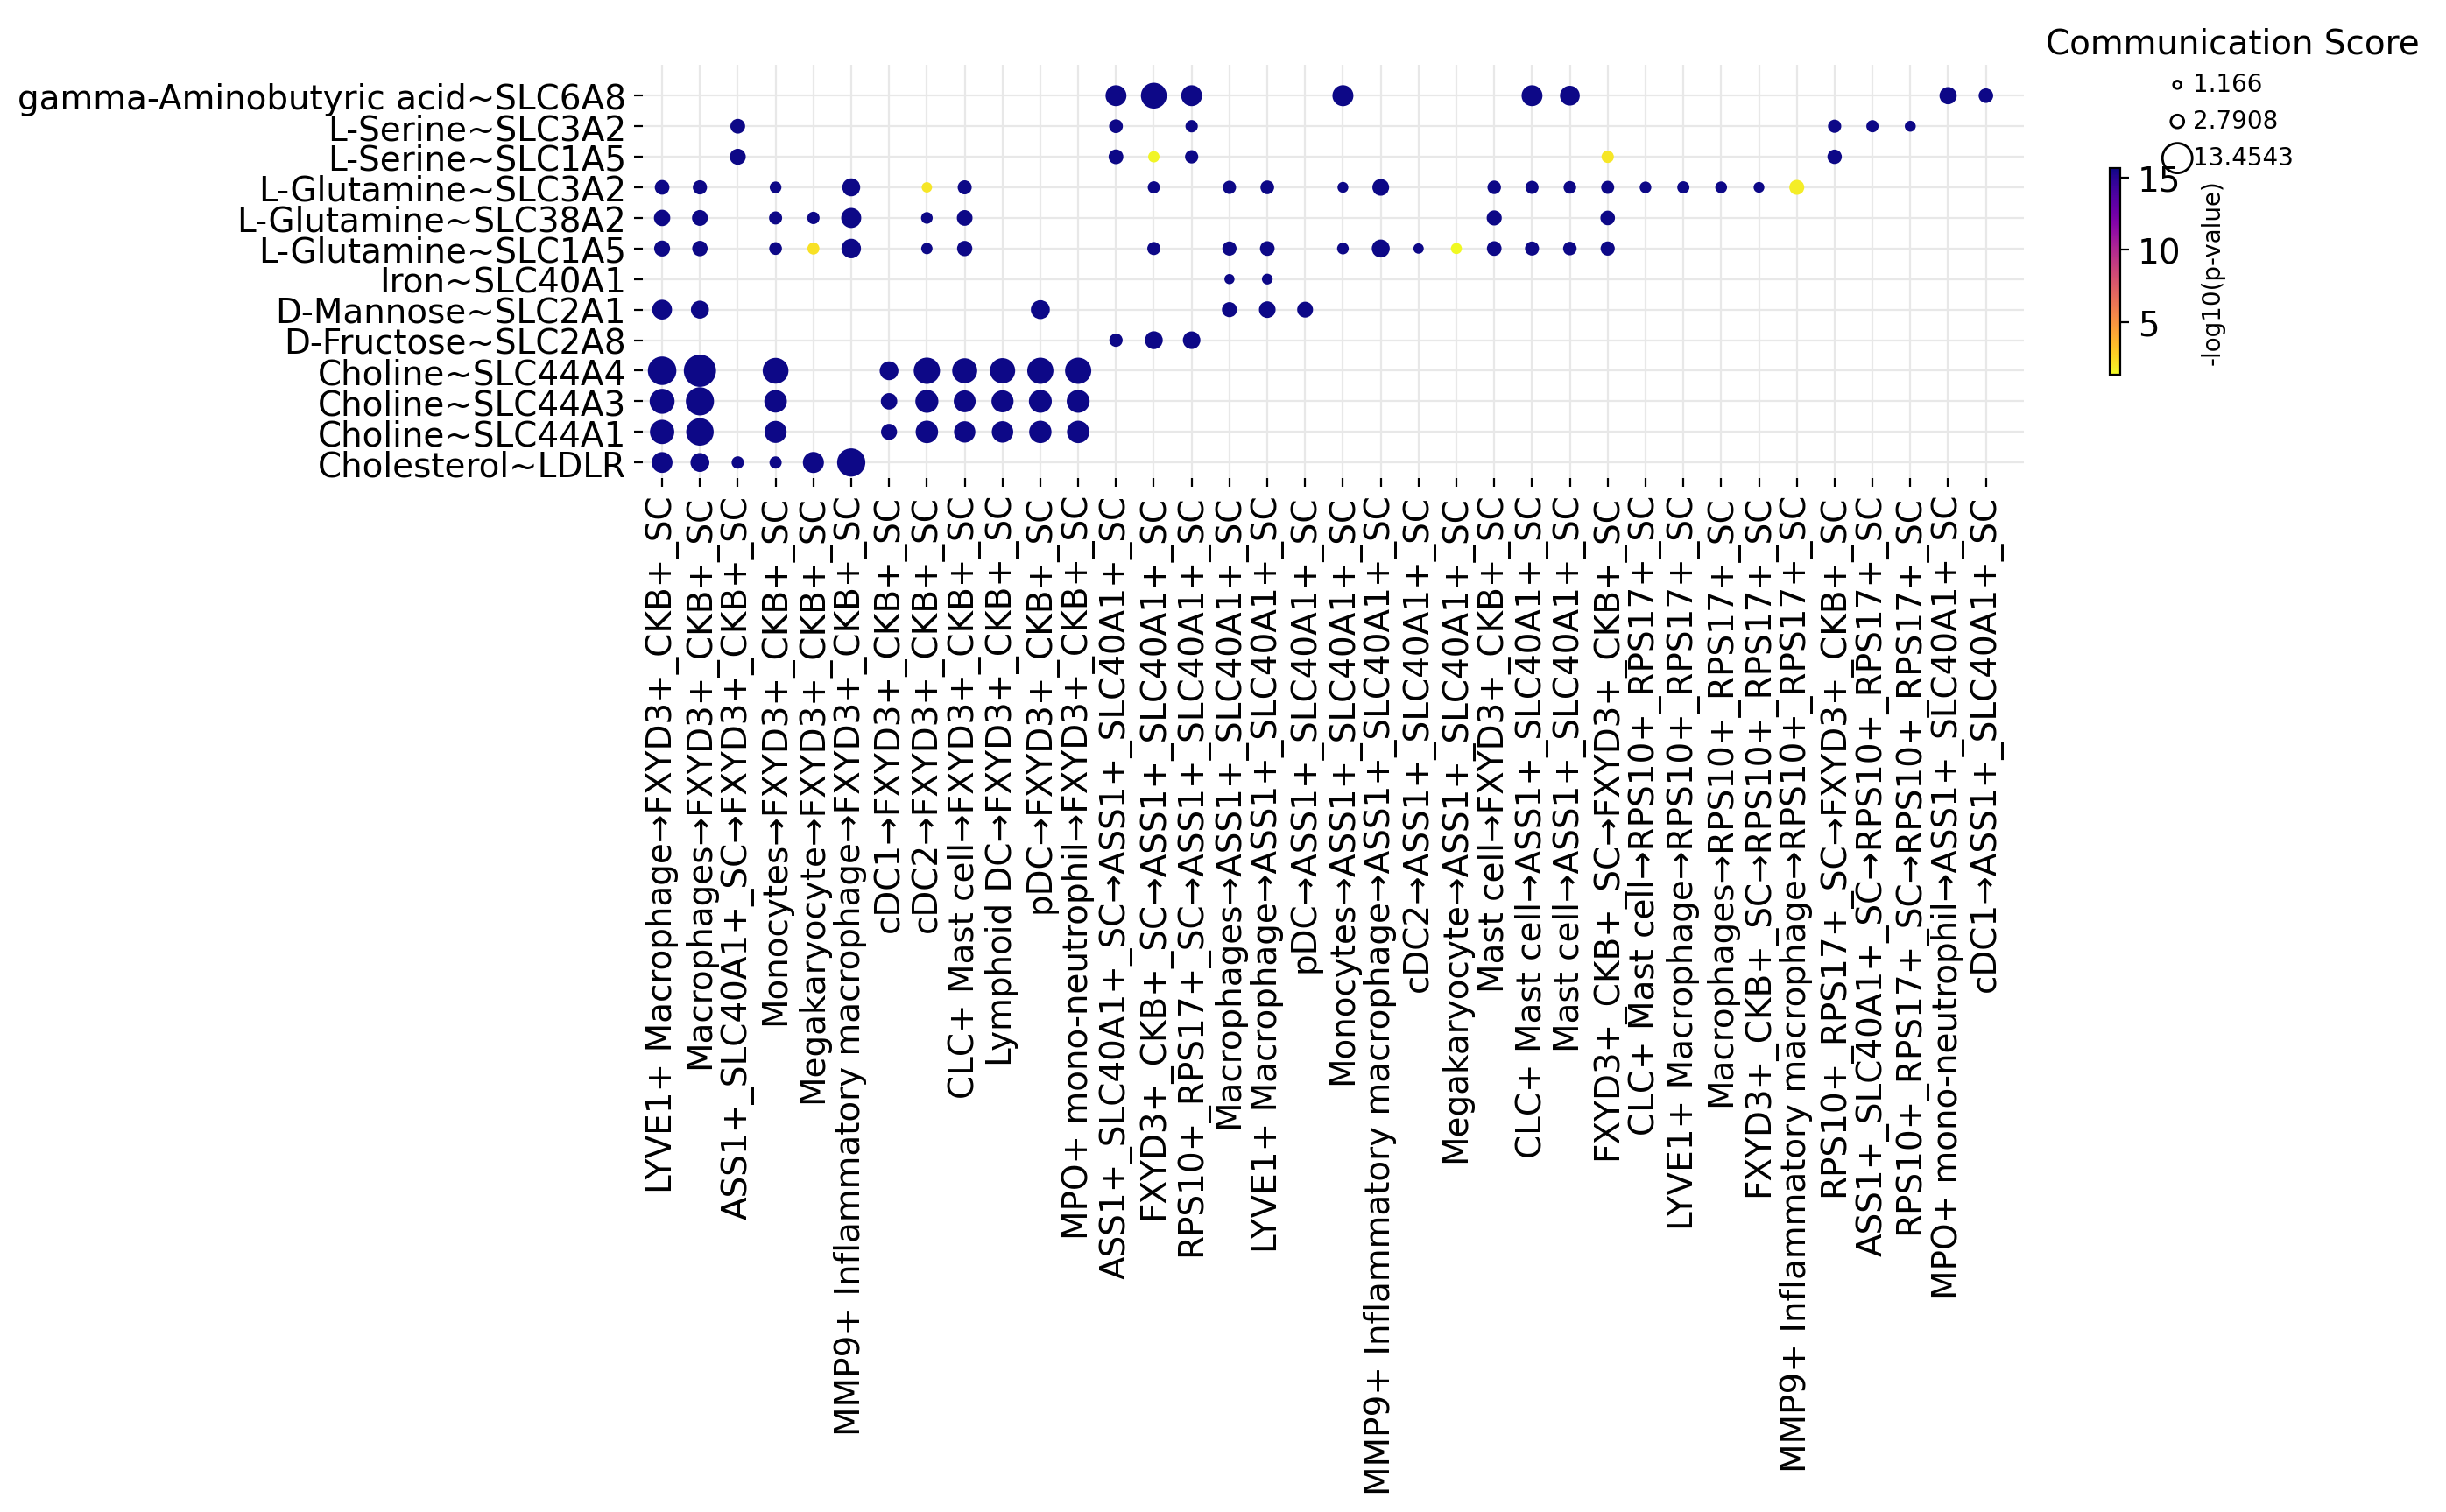 Communication Score
1.166
2.7908
13.4543
15
10
5
-log10(p-value)
gamma-Aminobutyric acid~SLC6A8
L-Serine~SLC3A2
L-Serine~SLC1A5
L-Glutamine~SLC3A2
L-Glutamine~SLC38A2
L-Glutamine~SLC1A5
Iron~SLC40A1
D-Mannose~SLC2A1
D-Fructose~SLC2A8
Choline~SLC44A4
Choline~SLC44A3
Choline~SLC44A1
Cholesterol~LDLR
LYVE1+ Macrophage→FXYD3+_CKB+_SC
Macrophages→FXYD3+_CKB+_SC
ASS1+_SLC40A1+_SC→FXYD3+_CKB+_SC
Monocytes→FXYD3+_CKB+_SC
Megakaryocyte→FXYD3+_CKB+_SC
MMP9+ Inflammatory macrophage→FXYD3+_CKB+_SC
cDC1→FXYD3+_CKB+_SC
cDC2→FXYD3+_CKB+_SC
CLC+ Mast cell→FXYD3+_CKB+_SC
Lymphoid DC→FXYD3+_CKB+_SC
pDC→FXYD3+_CKB+_SC
MPO+ mono-neutrophil→FXYD3+_CKB+_SC
ASS1+_SLC40A1+_SC→ASS1+_SLC40A1+_SC
FXYD3+_CKB+_SC→ASS1+_SLC40A1+_SC
RPS10+_RPS17+_SC→ASS1+_SLC40A1+_SC
Macrophages→ASS1+_SLC40A1+_SC
LYVE1+ Macrophage→ASS1+_SLC40A1+_SC
pDC→ASS1+_SLC40A1+_SC
Monocytes→ASS1+_SLC40A1+_SC
MMP9+ Inflammatory macrophage→ASS1+_SLC40A1+_SC
cDC2→ASS1+_SLC40A1+_SC
Megakaryocyte→ASS1+_SLC40A1+_SC
Mast cell→FXYD3+_CKB+_SC
CLC+ Mast cell→ASS1+_SLC40A1+_SC
Mast cell→ASS1+_SLC40A1+_SC
FXYD3+_CKB+_SC→FXYD3+_CKB+_SC
CLC+ Mast cell→RPS10+_RPS17+_SC
LYVE1+ Macrophage→RPS10+_RPS17+_SC
Macrophages→RPS10+_RPS17+_SC
FXYD3+_CKB+_SC→RPS10+_RPS17+_SC
MMP9+ Inflammatory macrophage→RPS10+_RPS17+_SC
RPS10+_RPS17+_SC→FXYD3+_CKB+_SC
ASS1+_SLC40A1+_SC→RPS10+_RPS17+_SC
RPS10+_RPS17+_SC→RPS10+_RPS17+_SC
MPO+ mono-neutrophil→ASS1+_SLC40A1+_SC
cDC1→ASS1+_SLC40A1+_SC